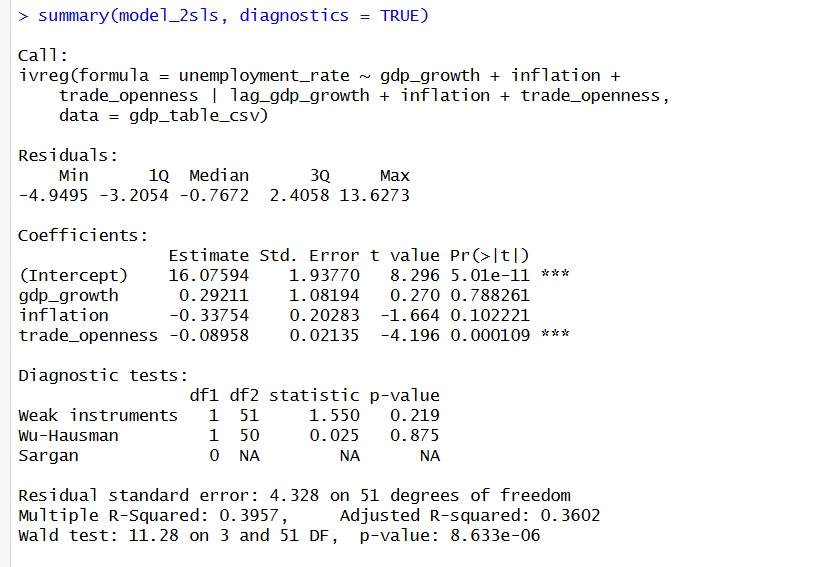 > summary(model_2sls, diagnostics = TRUE)
Call:
ivreg(formula = unemployment_rate ~ gdp_growth + inflation +
trade_openness | lag_gdp_growth + inflation + trade_openness,
data = gdp_table_csv)
Residuals:
Min 1Q Median 3Q Max
-4.9495 -3.2054 -0.7672 2.4058 13.6273
Coefficients:
Estimate Std. Error t value Pr(>|t|)
(Intercept) 16.07594 1.93770 8.296 5.01e-11 ***
gdp_growth 0.29211 1.08194 0.270 0.788261
inflation -0.33754 0.20283 -1.664 0.102221
trade_openness -0.08958 0.02135 -4.196 0.000109 ***
Diagnostic tests:
df1 df2 statistic p-value
Weak instruments 1 51 1.550 0.219
Wu-Hausman 1 50 0.025 0.875
Sargan 0 NA NA NA
Residual standard error: 4.328 on 51 degrees of freedom
Multiple R-Squared: 0.3957, Adjusted R-squared: 0.3602
Wald test: 11.28 on 3 and 51 DF, p-value: 8.633e-06